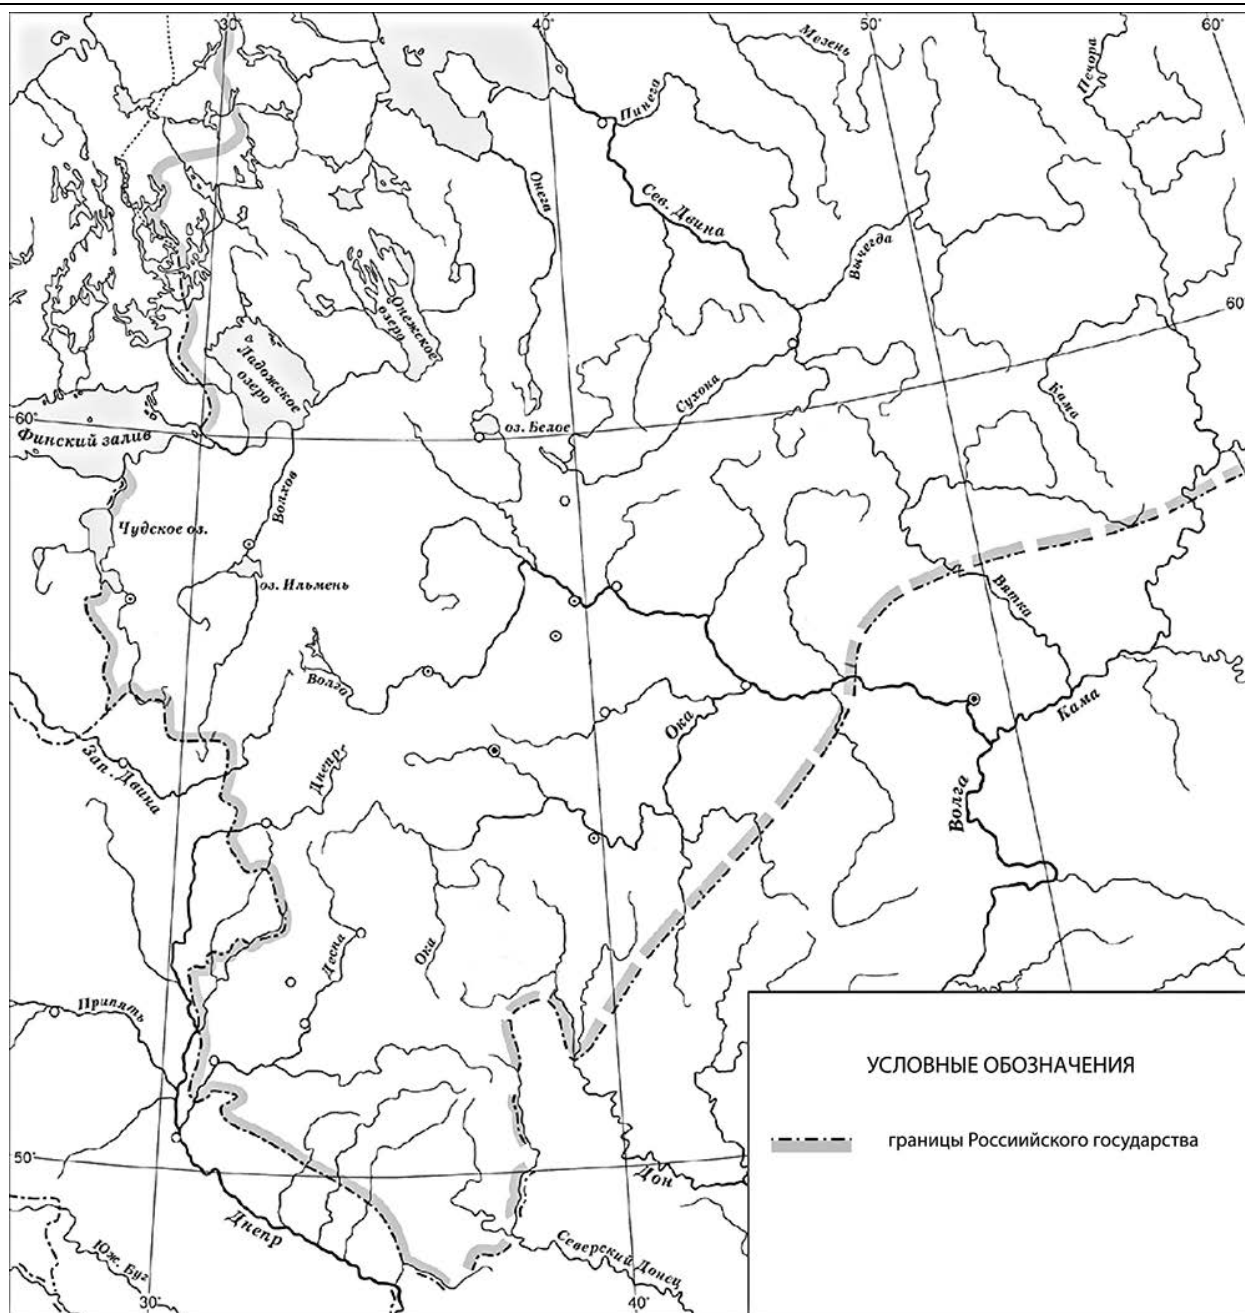 30°
40°
50°
60°
Мезень
Печора
Пинега
Онега
Сев. Двина
Вычегда
Онежское
озеро
60°
Ладожское
озеро
Сухона
Кама
60°
оз. Белое
Финский залив
Волхов
Чудское оз.
оз. Ильмень
Вятка
Волга
Ока
Кама
Зап. Двина
Днепр
Волга
Десна
Ока
Припять
УСЛОВНЫЕ ОБОЗНАЧЕНИЯ
границы Россиийского государства
50°
Дон
Днепр
Северский Донец
Юж. Буг
30°
40°